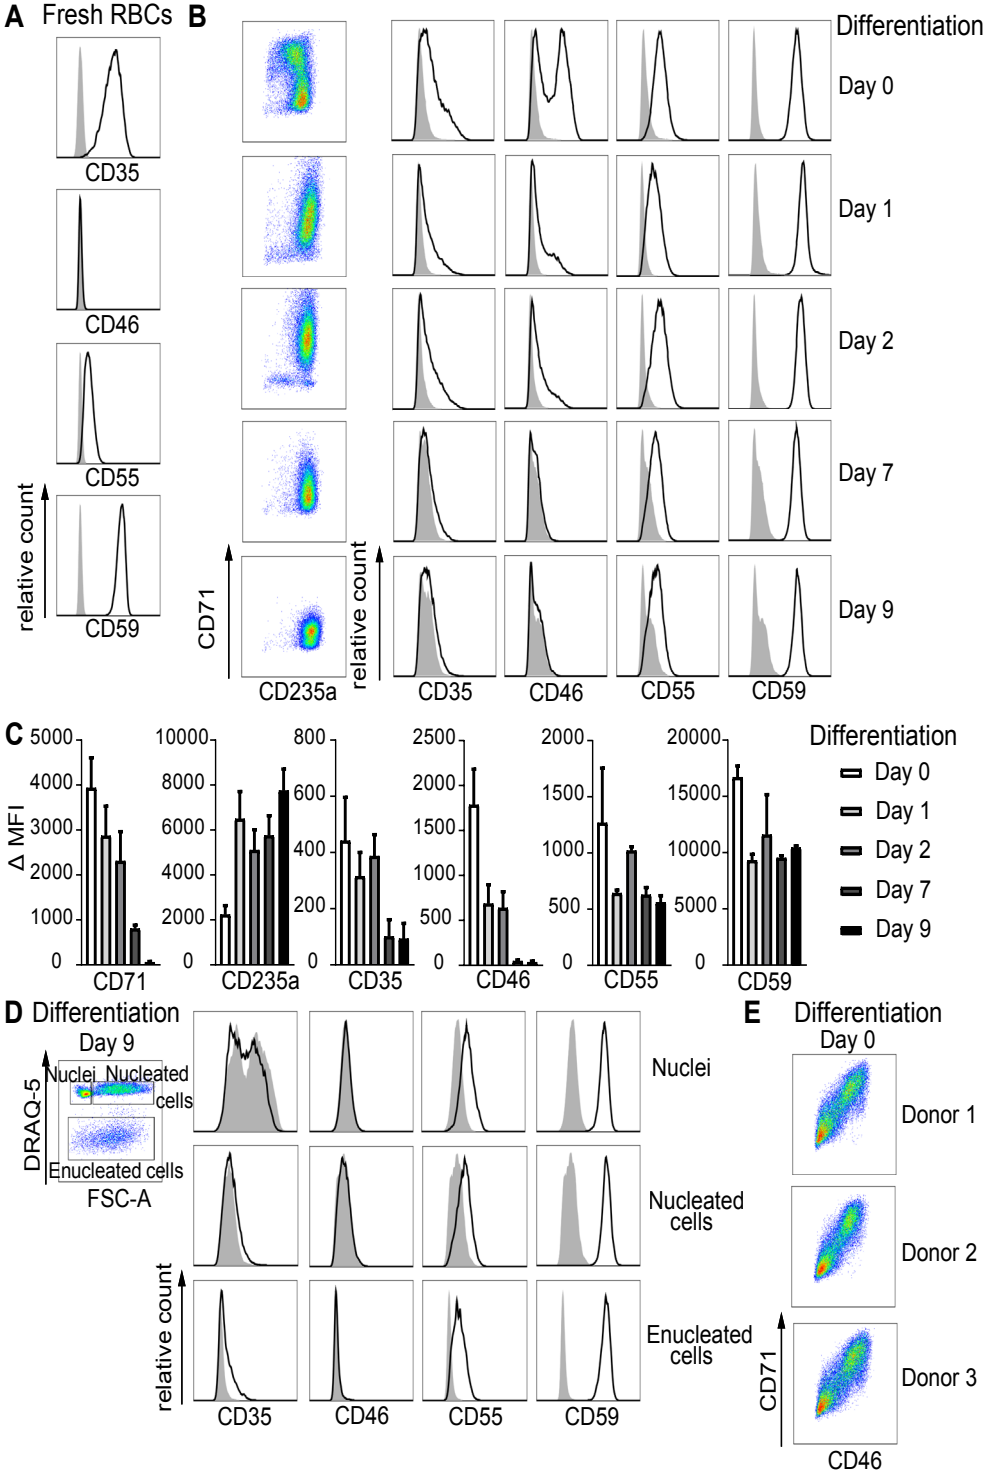 A Fresh RBCs
CD35
CD46
CD55
CD59
relative count
B
Differentiation
Day 0
Day 1
Day 2
Day 7
Day 9
CD71
CD235a
relative count
CD35
CD46
CD55
CD59
C
Δ MFI
5000
4000
3000
2000
1000
0
CD71
10000
8000
6000
4000
2000
0
CD235a
800
600
400
200
0
CD35
2500
2000
1500
1000
500
0
CD46
2000
1500
1000
500
0
CD55
20000
15000
10000
5000
0
CD59
Differentiation
Day 0
Day 1
Day 2
Day 7
Day 9
D Differentiation
Day 9
Nuclei
Nucleated
cells
Enucleated cells
DRAQ-5
FSC-A
Nuclei
Nucleated
cells
Enucleated
cells
relative count
CD35
CD46
CD55
CD59
E Differentiation
Day 0
Donor 1
Donor 2
Donor 3
CD71
CD46